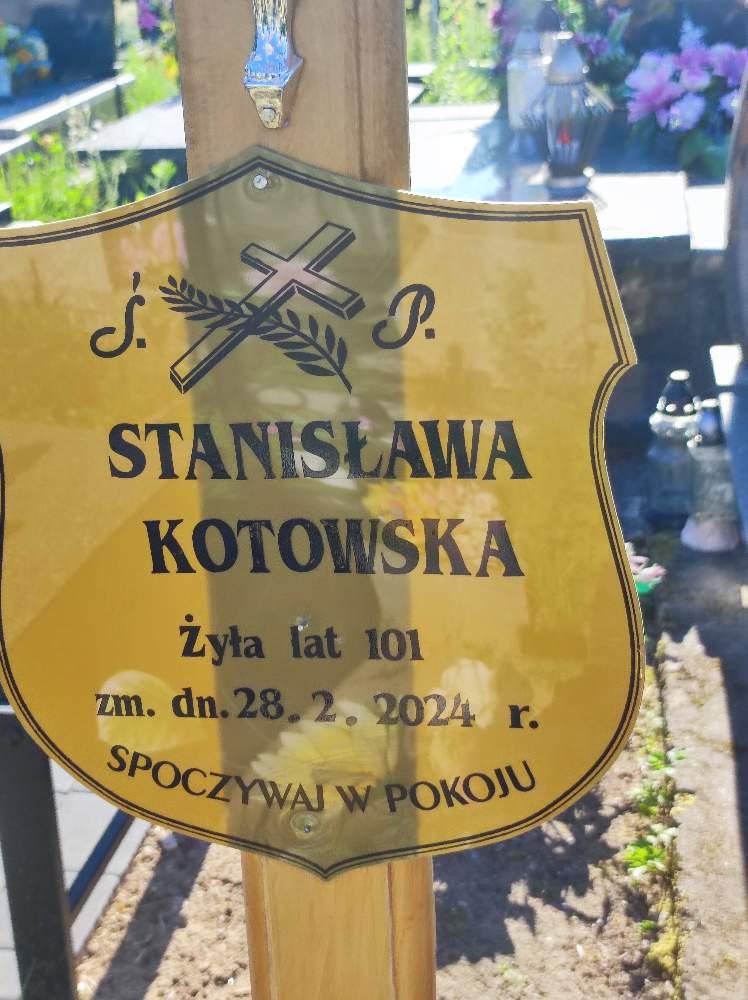 Ś. P.
STANISŁAWA
KOTOWSKA
Żyła lat 101
zm. dn. 28. 2. 2024 r.
SPOCZYWAJ W POKOJU